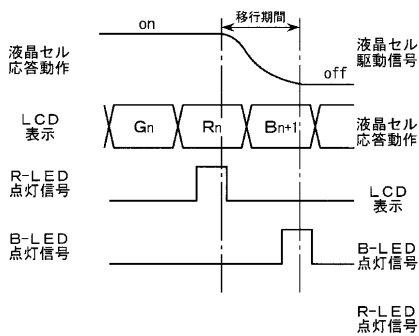 on
移行期間
液晶セル
応答動作
液晶セル
駆動信号
off
LCD
表示
Gn
Rn
Bn+1
液晶セル
応答動作
R-LED
点灯信号
LCD
表示
B-LED
点灯信号
B-LED
点灯信号
R-LED
点灯信号